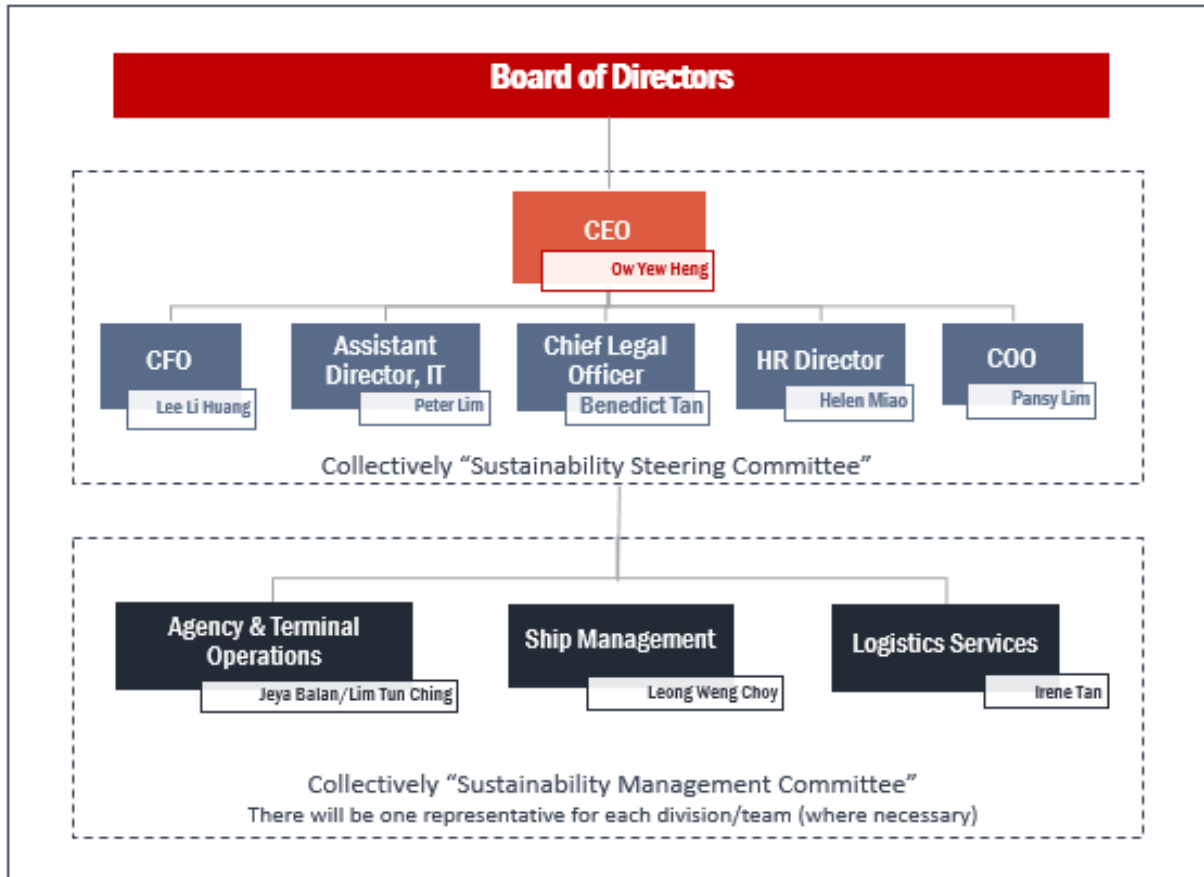 Board of Directors
CEO
Ow Yew Heng
CFO
Lee Li Huang
Assistant
Director, IT
Peter Lim
Chief Legal
Officer
Benedict Tan
HR Director
Helen Miao
COO
Pansy Lim
Collectively “Sustainability Steering Committee”
Agency & Terminal
Operations
Jeya Balan/Lim Tun Ching
Ship Management
Leong Weng Choy
Logistics Services
Irene Tan
Collectively “Sustainability Management Committee”
There will be one representative for each division/team (where necessary)